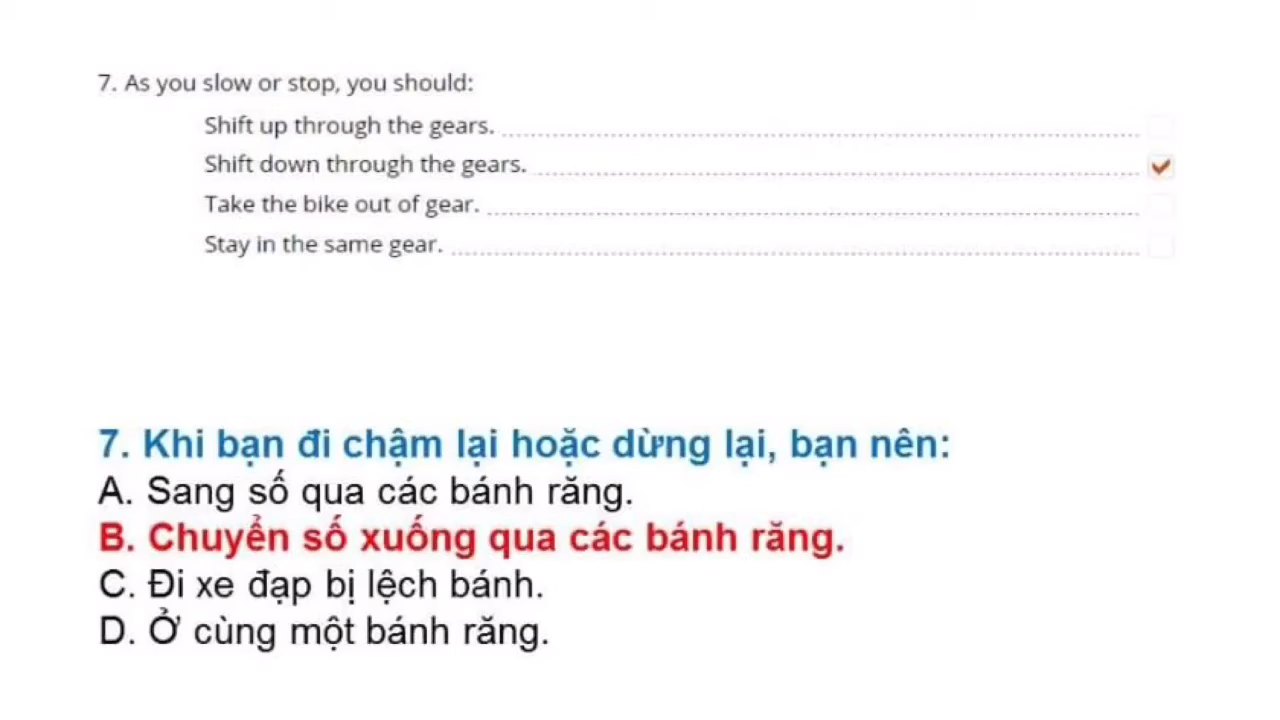 7. As you slow or stop, you should:
Shift up through the gears.
Shift down through the gears.
Take the bike out of gear.
Stay in the same gear.
7. Khi bạn đi chậm lại hoặc dừng lại, bạn nên:
A. Sang số qua các bánh răng.
B. Chuyển số xuống qua các bánh răng.
C. Đi xe đạp bị lệch bánh.
D. Ở cùng một bánh răng.